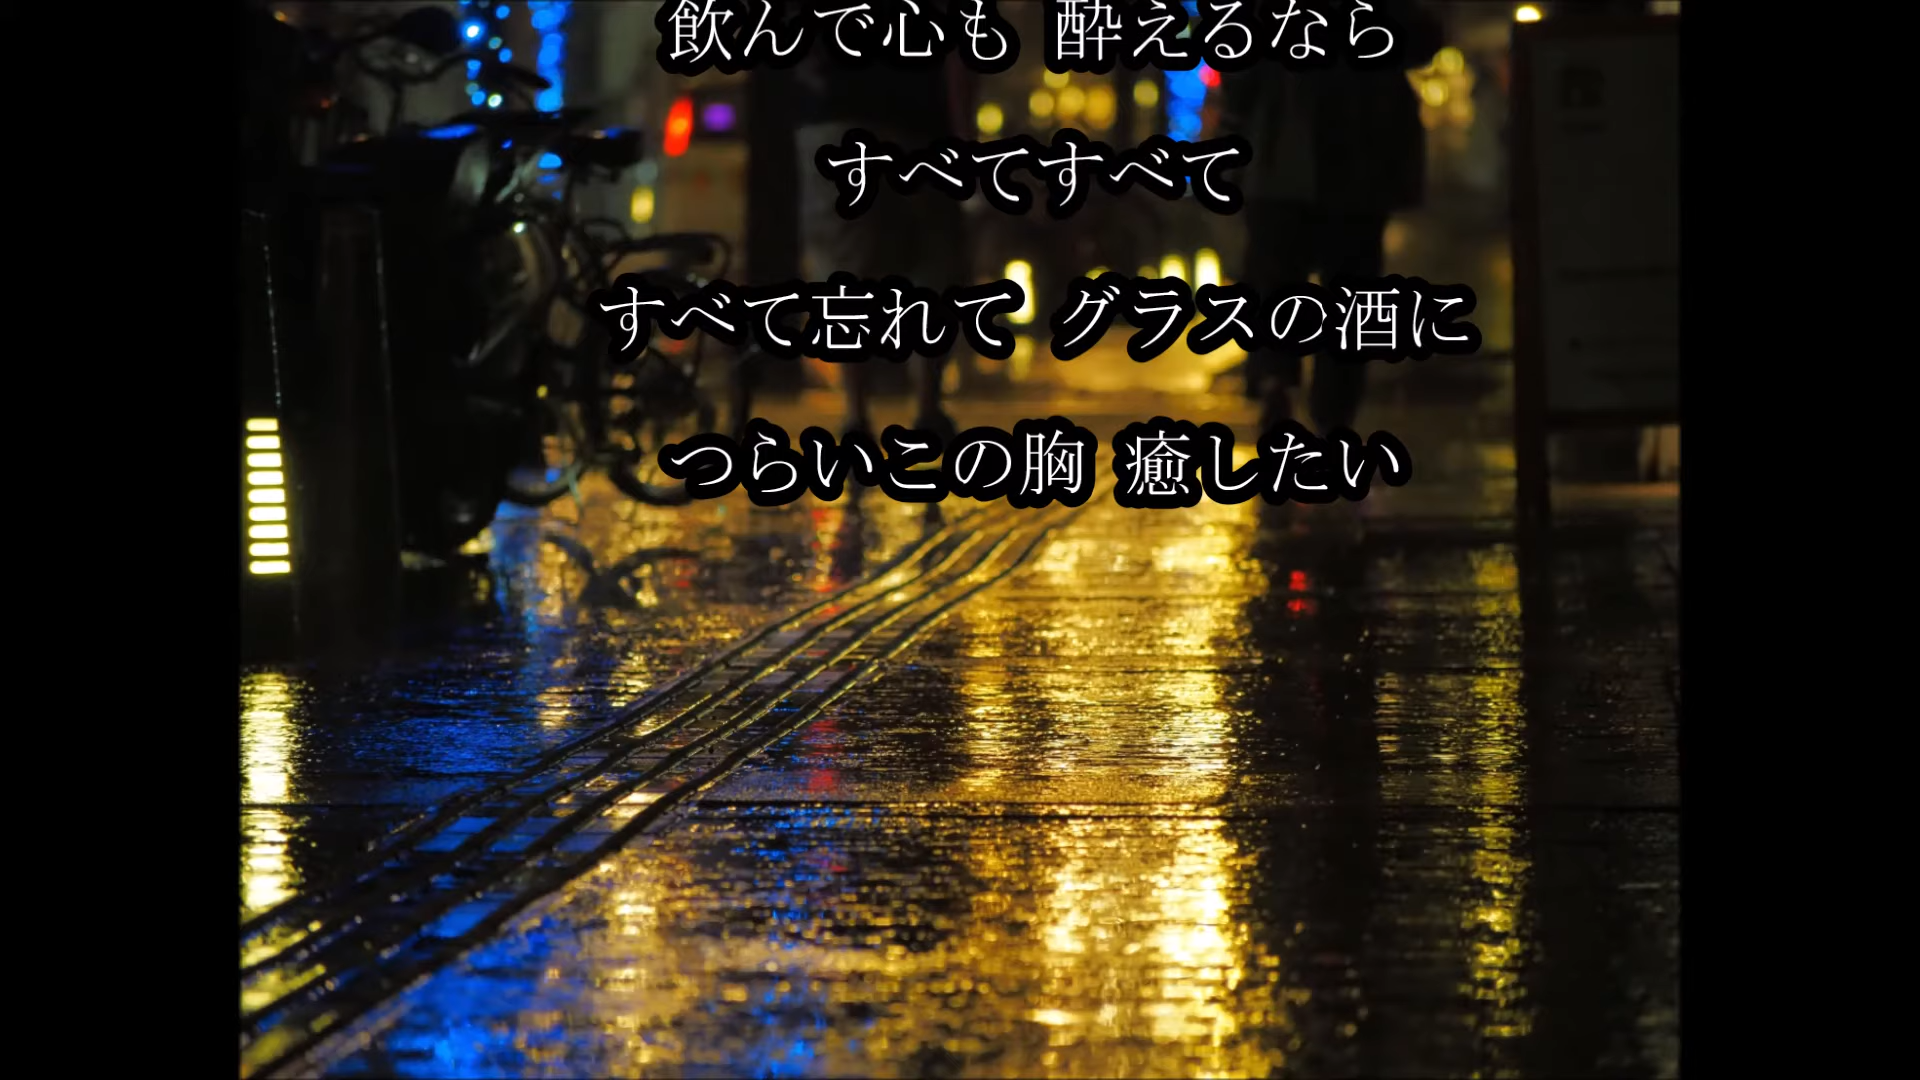 飲んで心も 酔えるなら
すべてすべて
すべて忘れて グラスの酒に
つらいこの胸 癒したい